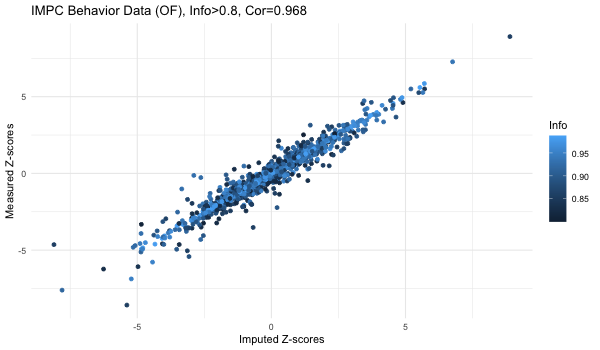 IMPC Behavior Data (OF), Info>0.8, Cor=0.968
Measured Z-scores
5
0
-5
-5
0
5
Imputed Z-scores
Info
0.95
0.90
0.85